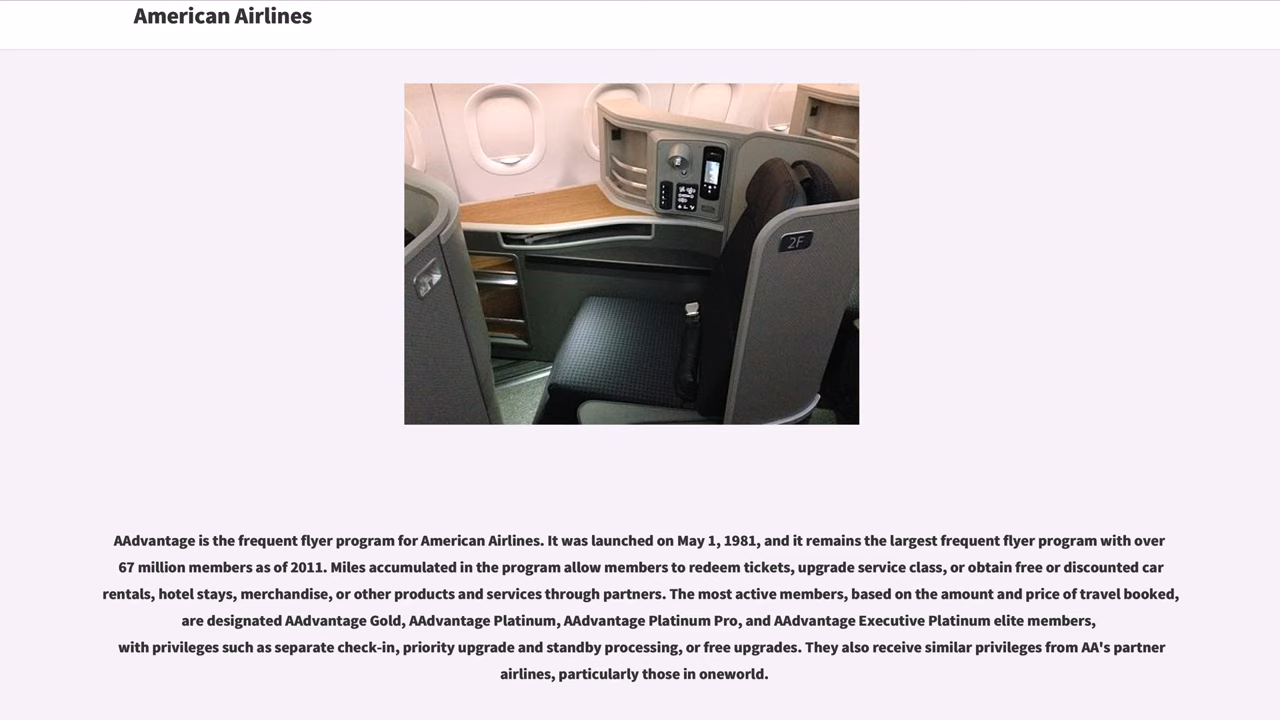 American Airlines
2F
AAdvantage is the frequent flyer program for American Airlines. It was launched on May 1, 1981, and it remains the largest frequent flyer program with over
67 million members as of 2011. Miles accumulated in the program allow members to redeem tickets, upgrade service class, or obtain free or discounted car
rentals, hotel stays, merchandise, or other products and services through partners. The most active members, based on the amount and price of travel booked,
are designated AAdvantage Gold, AAdvantage Platinum, AAdvantage Platinum Pro, and AAdvantage Executive Platinum elite members,
with privileges such as separate check-in, priority upgrade and standby processing, or free upgrades. They also receive similar privileges from AA's partner
airlines, particularly those in oneworld.